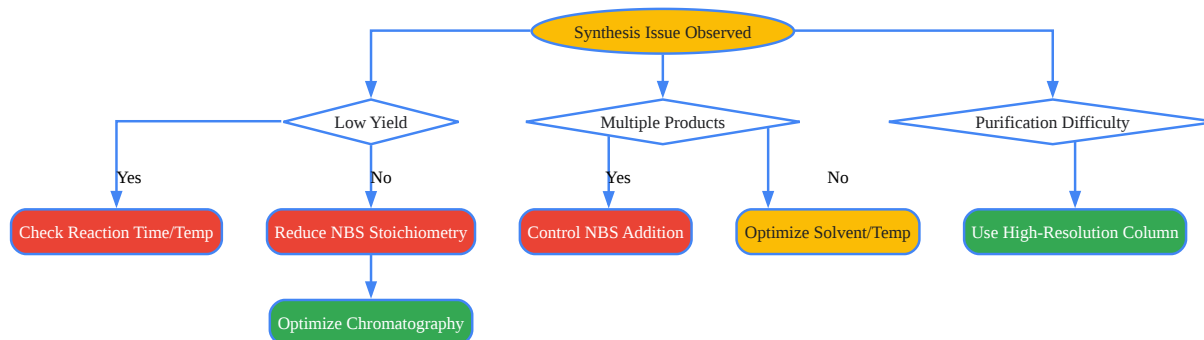 Synthesis Issue Observed
Low Yield
Multiple Products
Purification Difficulty
Yes
No
Yes
No
Check Reaction Time/Temp
Reduce NBS Stoichiometry
Control NBS Addition
Optimize Solvent/Temp
Use High-Resolution Column
Optimize Chromatography